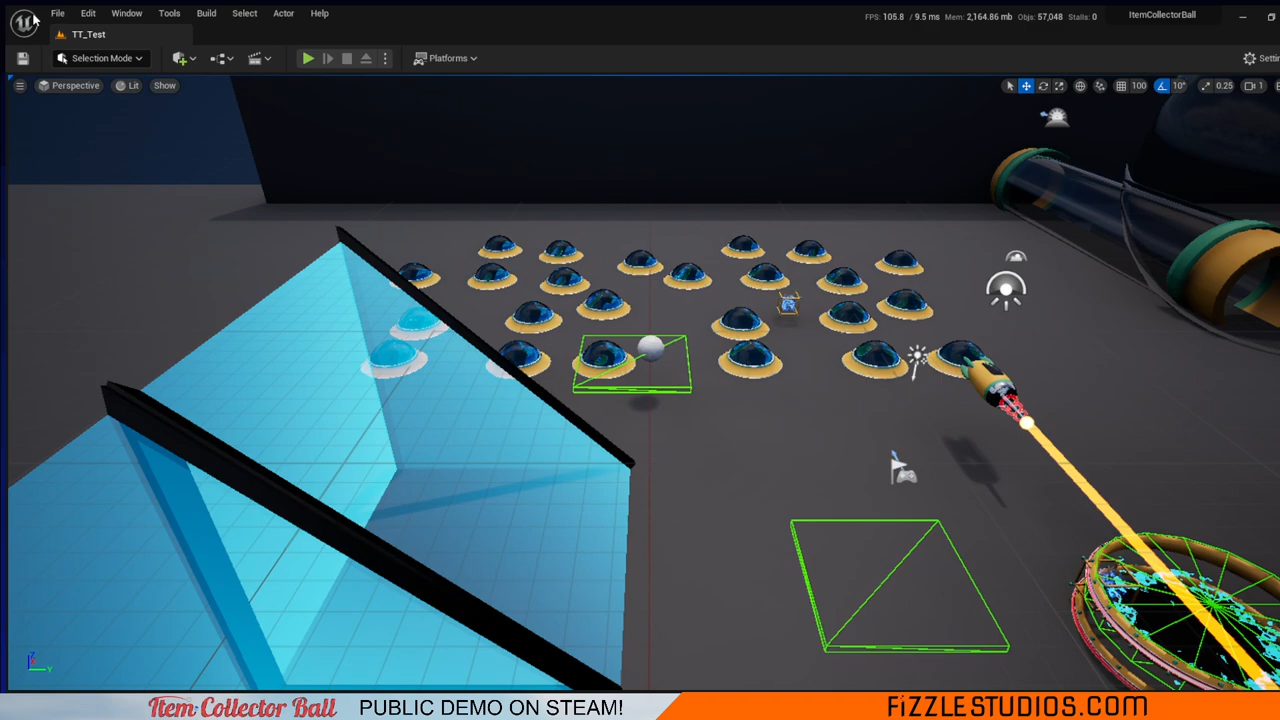 File Edit Window Tools Build Select Actor Help
FPS: 105.8 / 9.5 ms Mem: 2,164.86 mb Objs: 57,048 Stalls: 0
ItemCollectorBall
TT_Test
Selection Mode
Platforms
Settin
Perspective Lit Show
100 10° 0.25 1
Z
X
Y
Item Collector Ball PUBLIC DEMO ON STEAM!
FIZZLESTUDIOS.COM